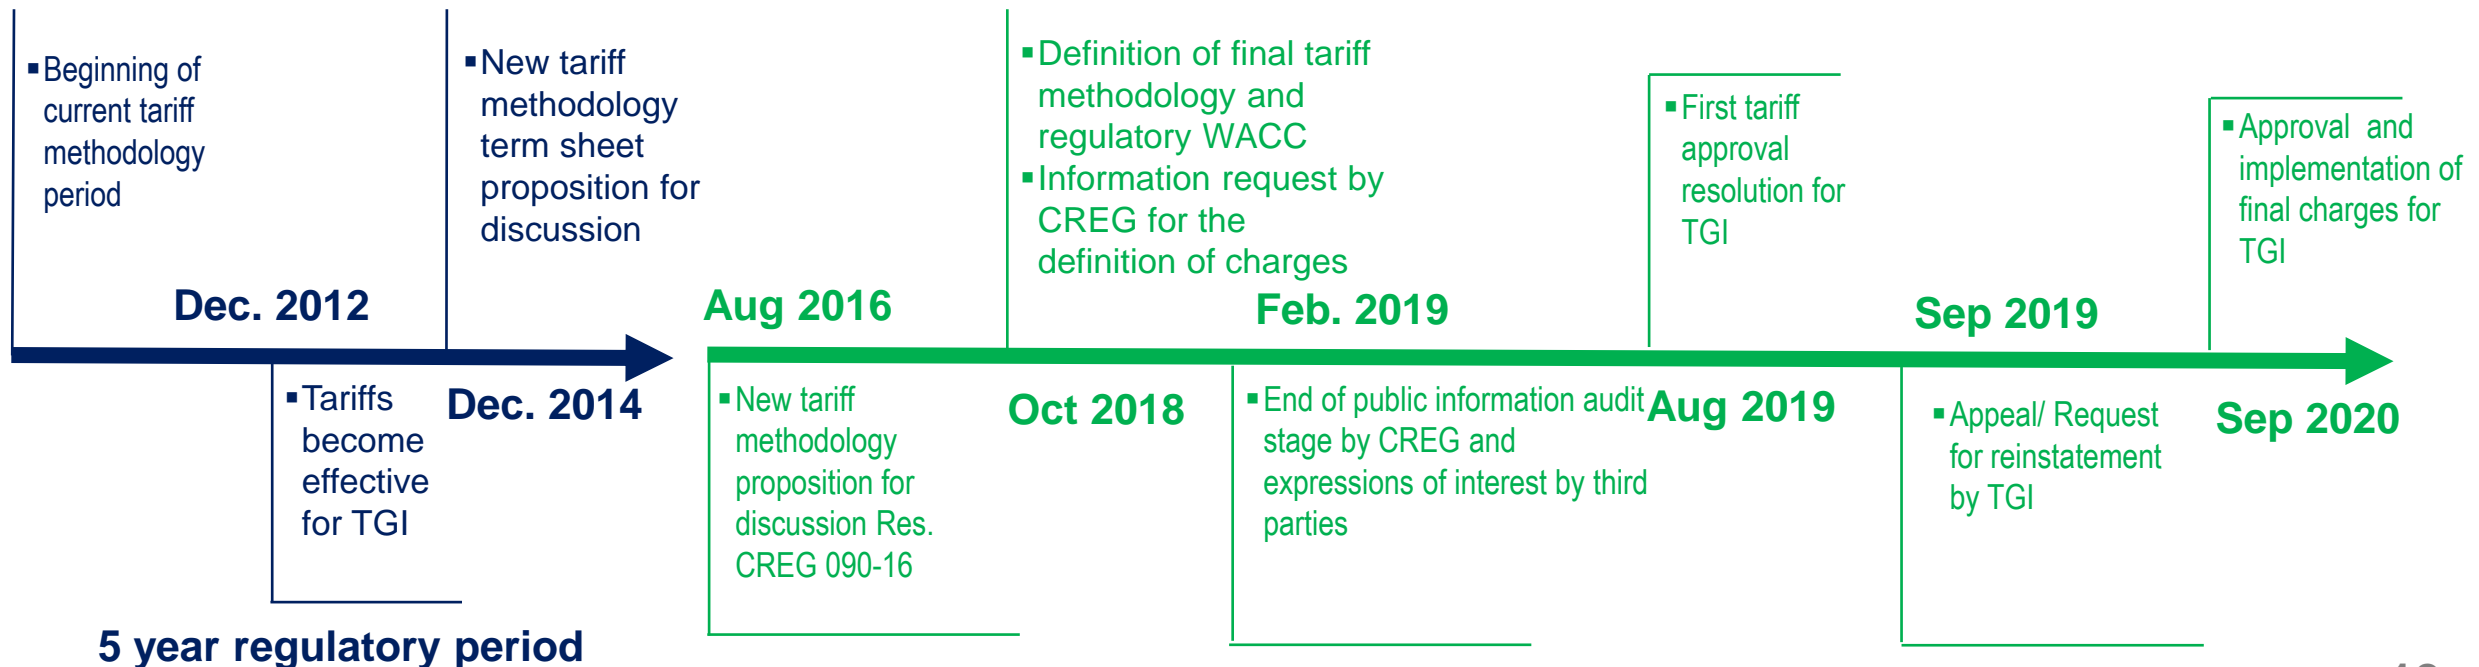 ▪Beginning of
current tariff
methodology
period
Dec. 2012
▪Tariffs
become
effective
for TGI
▪New tariff
methodology
term sheet
proposition for
discussion
Dec. 2014
5 year regulatory period
Aug 2016
▪New tariff
methodology
proposition for
discussion Res.
CREG 090-16
▪Definition of final tariff
methodology and
regulatory WACC
▪Information request by
CREG for the
definition of charges
Oct 2018
Feb. 2019
▪End of public information audit
stage by CREG and
expressions of interest by third
parties
▪First tariff
approval
resolution for
TGI
Aug 2019
Sep 2019
▪Appeal/ Request
for reinstatement
by TGI
▪Approval and
implementation of
final charges for
TGI
Sep 2020